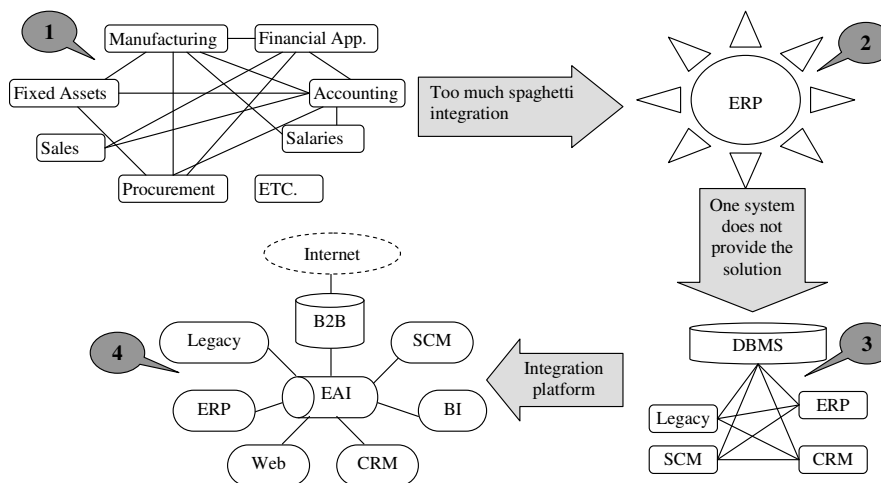 1
Manufacturing
Financial App.
Fixed Assets
Accounting
Sales
Salaries
Procurement
ETC.
Too much spaghetti
integration
2
ERP
One system
does not
provide the
solution
3
DBMS
Legacy
ERP
SCM
CRM
Integration
platform
4
Internet
B2B
Legacy
SCM
EAI
ERP
BI
Web
CRM